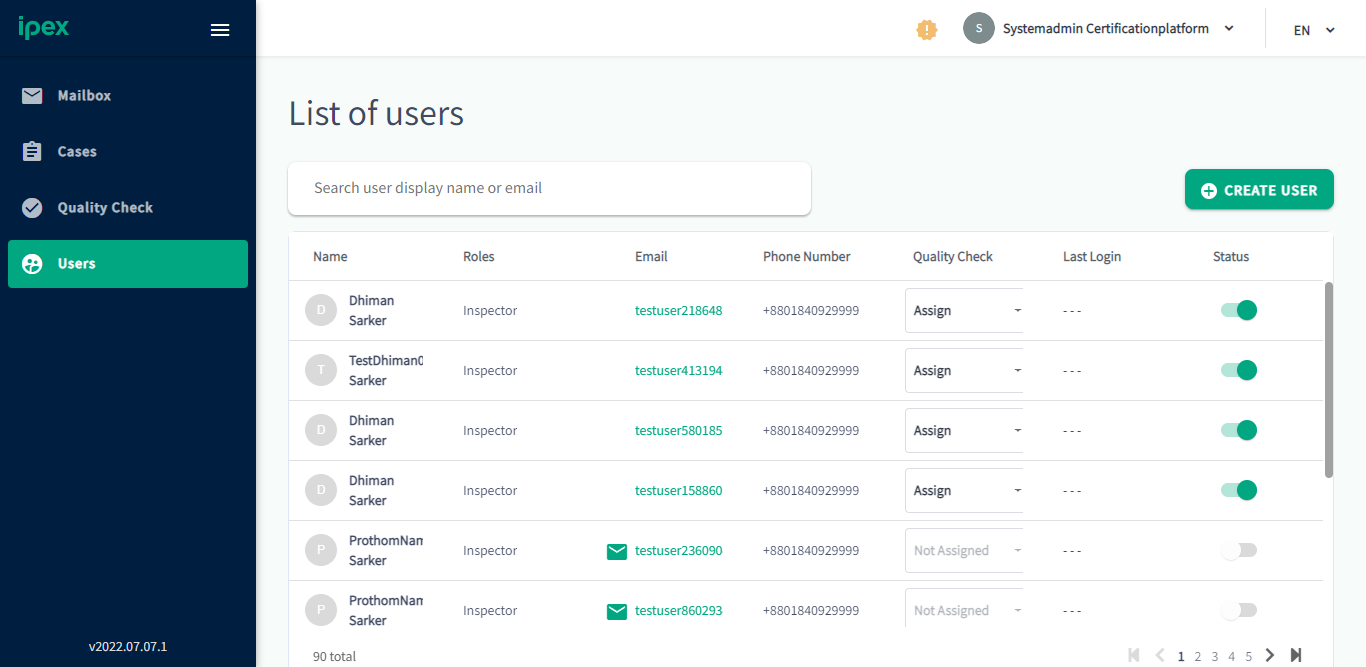 ipex
S
Systemadmin Certificationplatform
EN
Mailbox
Cases
Quality Check
Users
v2022.07.07.1
List of users
Search user display name or email
CREATE USER
Name Roles Email Phone Number Quality Check Last Login Status
D Dhiman Sarker Inspector testuser218648 +8801840929999 Assign - - -
T TestDhiman0 Sarker Inspector testuser413194 +8801840929999 Assign - - -
D Dhiman Sarker Inspector testuser580185 +8801840929999 Assign - - -
D Dhiman Sarker Inspector testuser158860 +8801840929999 Assign - - -
P ProthomNam Sarker Inspector testuser236090 +8801840929999 Not Assigned - - -
P ProthomNam Sarker Inspector testuser860293 +8801840929999 Not Assigned - - -
90 total
1 2 3 4 5